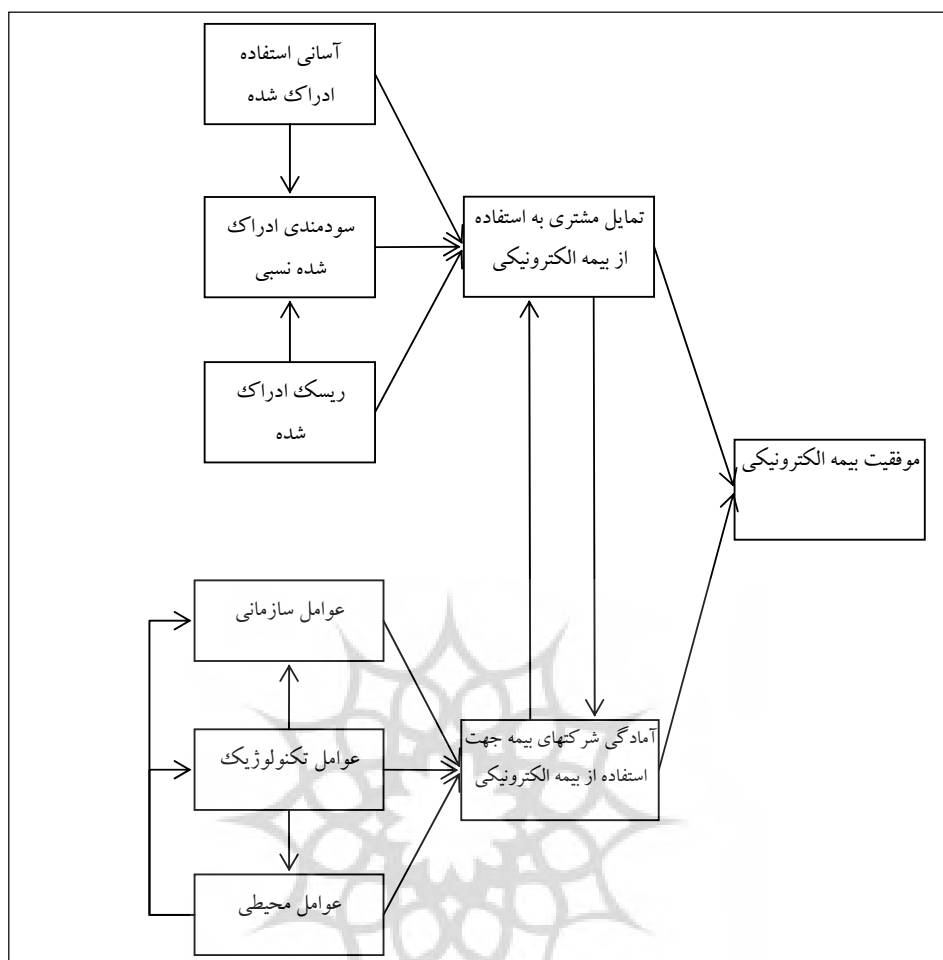 آسانی استفاده
ادراک شده
سودمندی ادراک
شده نسبی
ریسک ادراک
شده
تمایل مشتری به استفاده
از بیمه الکترونیکی
موفقیت بیمه الکترونیکی
عوامل سازمانی
عوامل تکنولوژیک
عوامل محیطی
آمادگی شرکتهای بیمه جهت
استفاده از بیمه الکترونیکی